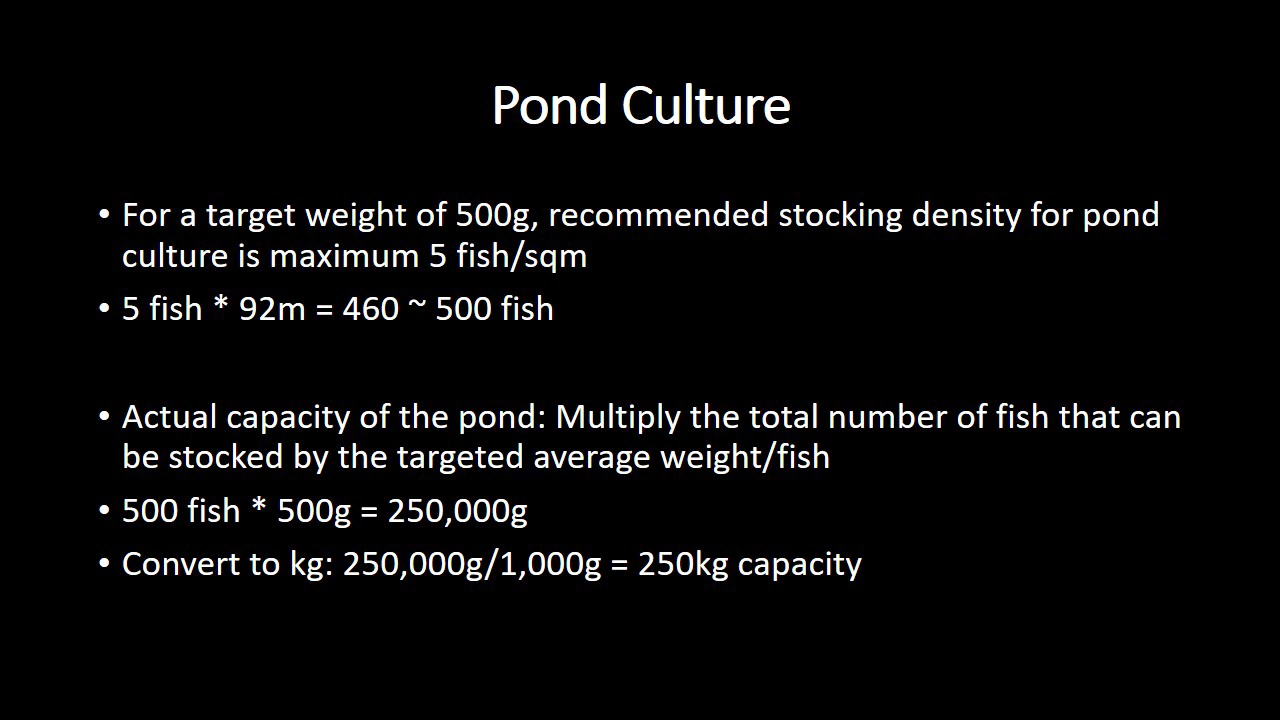 Pond Culture
• For a target weight of 500g, recommended stocking density for pond
culture is maximum 5 fish/sqm
• 5 fish * 92m = 460 ~ 500 fish
• Actual capacity of the pond: Multiply the total number of fish that can
be stocked by the targeted average weight/fish
• 500 fish * 500g = 250,000g
• Convert to kg: 250,000g/1,000g = 250kg capacity